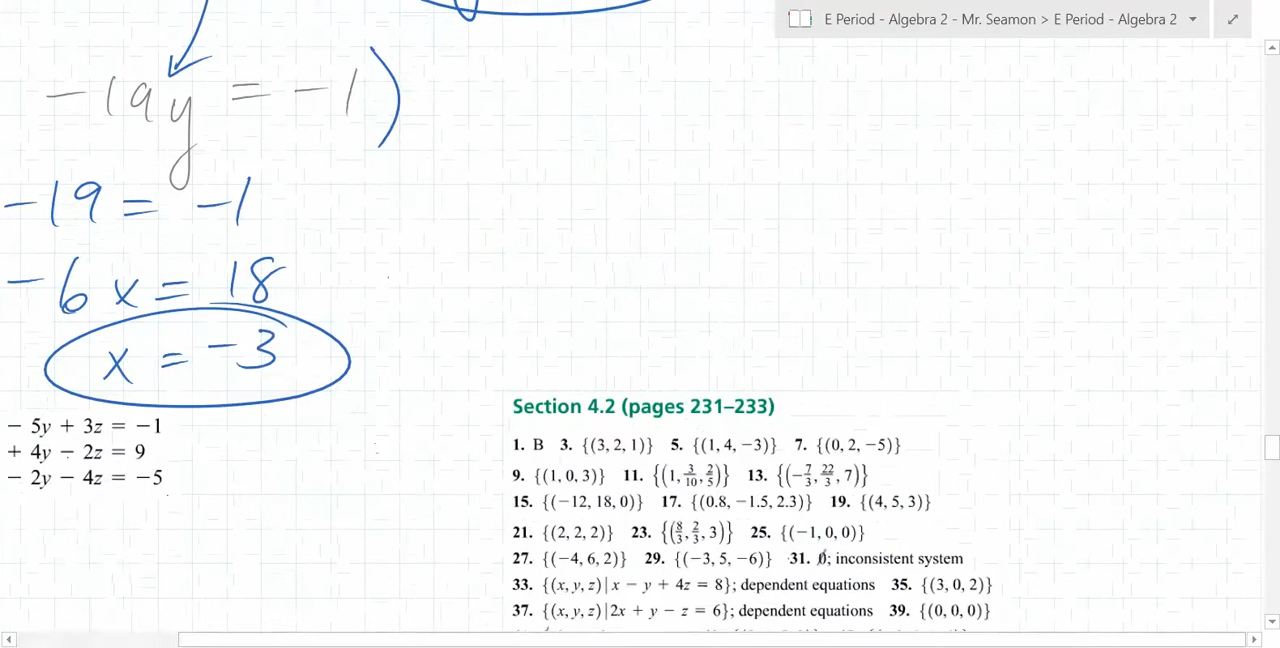 E Period - Algebra 2 - Mr. Seamon > E Period - Algebra 2
-19y = -1)
-19 = -1
-6x = 18
x = -3
- 5y + 3z = -1
+ 4y - 2z = 9
- 2y - 4z = -5
Section 4.2 (pages 231–233)
1. B 3. {(3, 2, 1)} 5. {(1, 4, −3)} 7. {(0, 2, −5)}
9. {(1, 0, 3)} 11. {(1, 3/10, 2/5)} 13. {(−7/3, 22/3, 7)}
15. {(−12, 18, 0)} 17. {(0.8, −1.5, 2.3)} 19. {(4, 5, 3)}
21. {(2, 2, 2)} 23. {(8/3, 2/3, 3)} 25. {(−1, 0, 0)}
27. {(−4, 6, 2)} 29. {(−3, 5, −6)} 31. ∅; inconsistent system
33. {(x, y, z) | x − y + 4z = 8}; dependent equations 35. {(3, 0, 2)}
37. {(x, y, z) | 2x + y − z = 6}; dependent equations 39. {(0, 0, 0)}